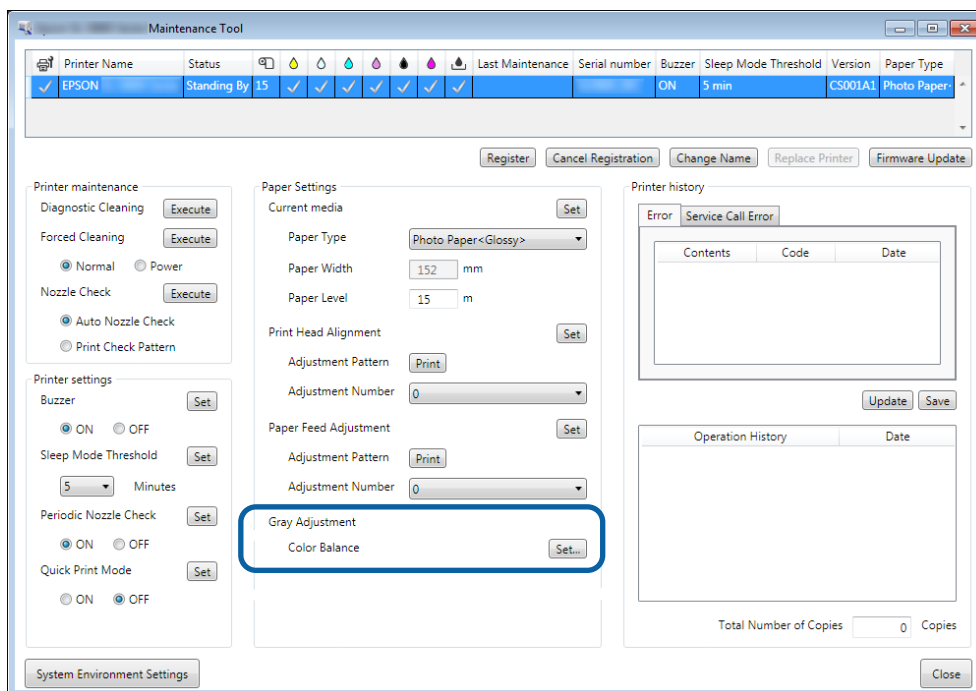 Maintenance Tool
Printer Name Status Last Maintenance Serial number Buzzer Sleep Mode Threshold Version Paper Type
EPSON Standing By 15 ON 5 min CS001A1 Photo Paper
Register Cancel Registration Change Name Replace Printer Firmware Update
Printer maintenance
Diagnostic Cleaning Execute
Forced Cleaning Execute
Normal Power
Nozzle Check Execute
Auto Nozzle Check
Print Check Pattern
Printer settings
Buzzer Set
ON OFF
Sleep Mode Threshold Set
5 Minutes
Periodic Nozzle Check Set
ON OFF
Quick Print Mode Set
ON OFF
Paper Settings
Current media Set
Paper Type Photo Paper<Glossy>
Paper Width 152 mm
Paper Level 15 m
Print Head Alignment Set
Adjustment Pattern Print
Adjustment Number 0
Paper Feed Adjustment Set
Adjustment Pattern Print
Adjustment Number 0
Gray Adjustment
Color Balance Set...
Printer history
Error Service Call Error
Contents Code Date
Update Save
Operation History Date
Total Number of Copies 0 Copies
System Environment Settings Close